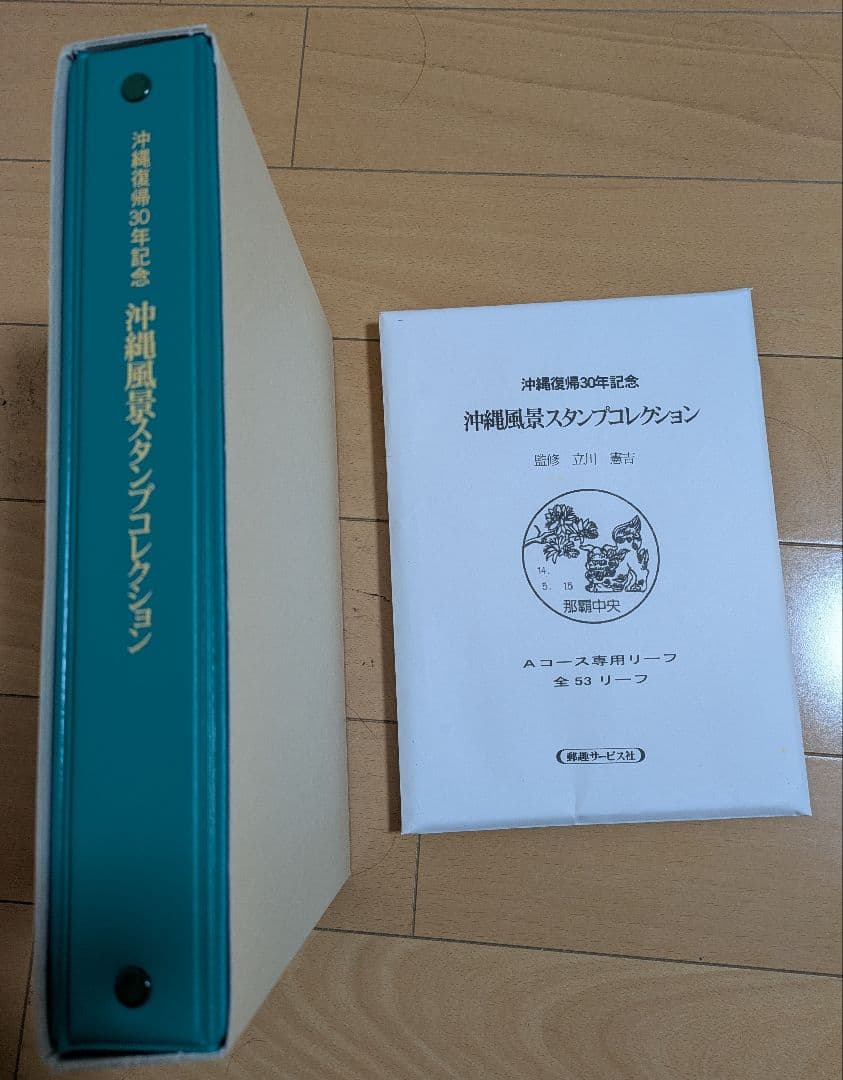 沖縄復帰30年記念
沖縄風景スタンプコレクション
沖縄復帰30年記念
沖縄風景スタンプコレクション
監修 立川 憲吉
14.
5. 15
那覇中央
Aコース専用リーフ
全53リーフ
郵趣サービス社